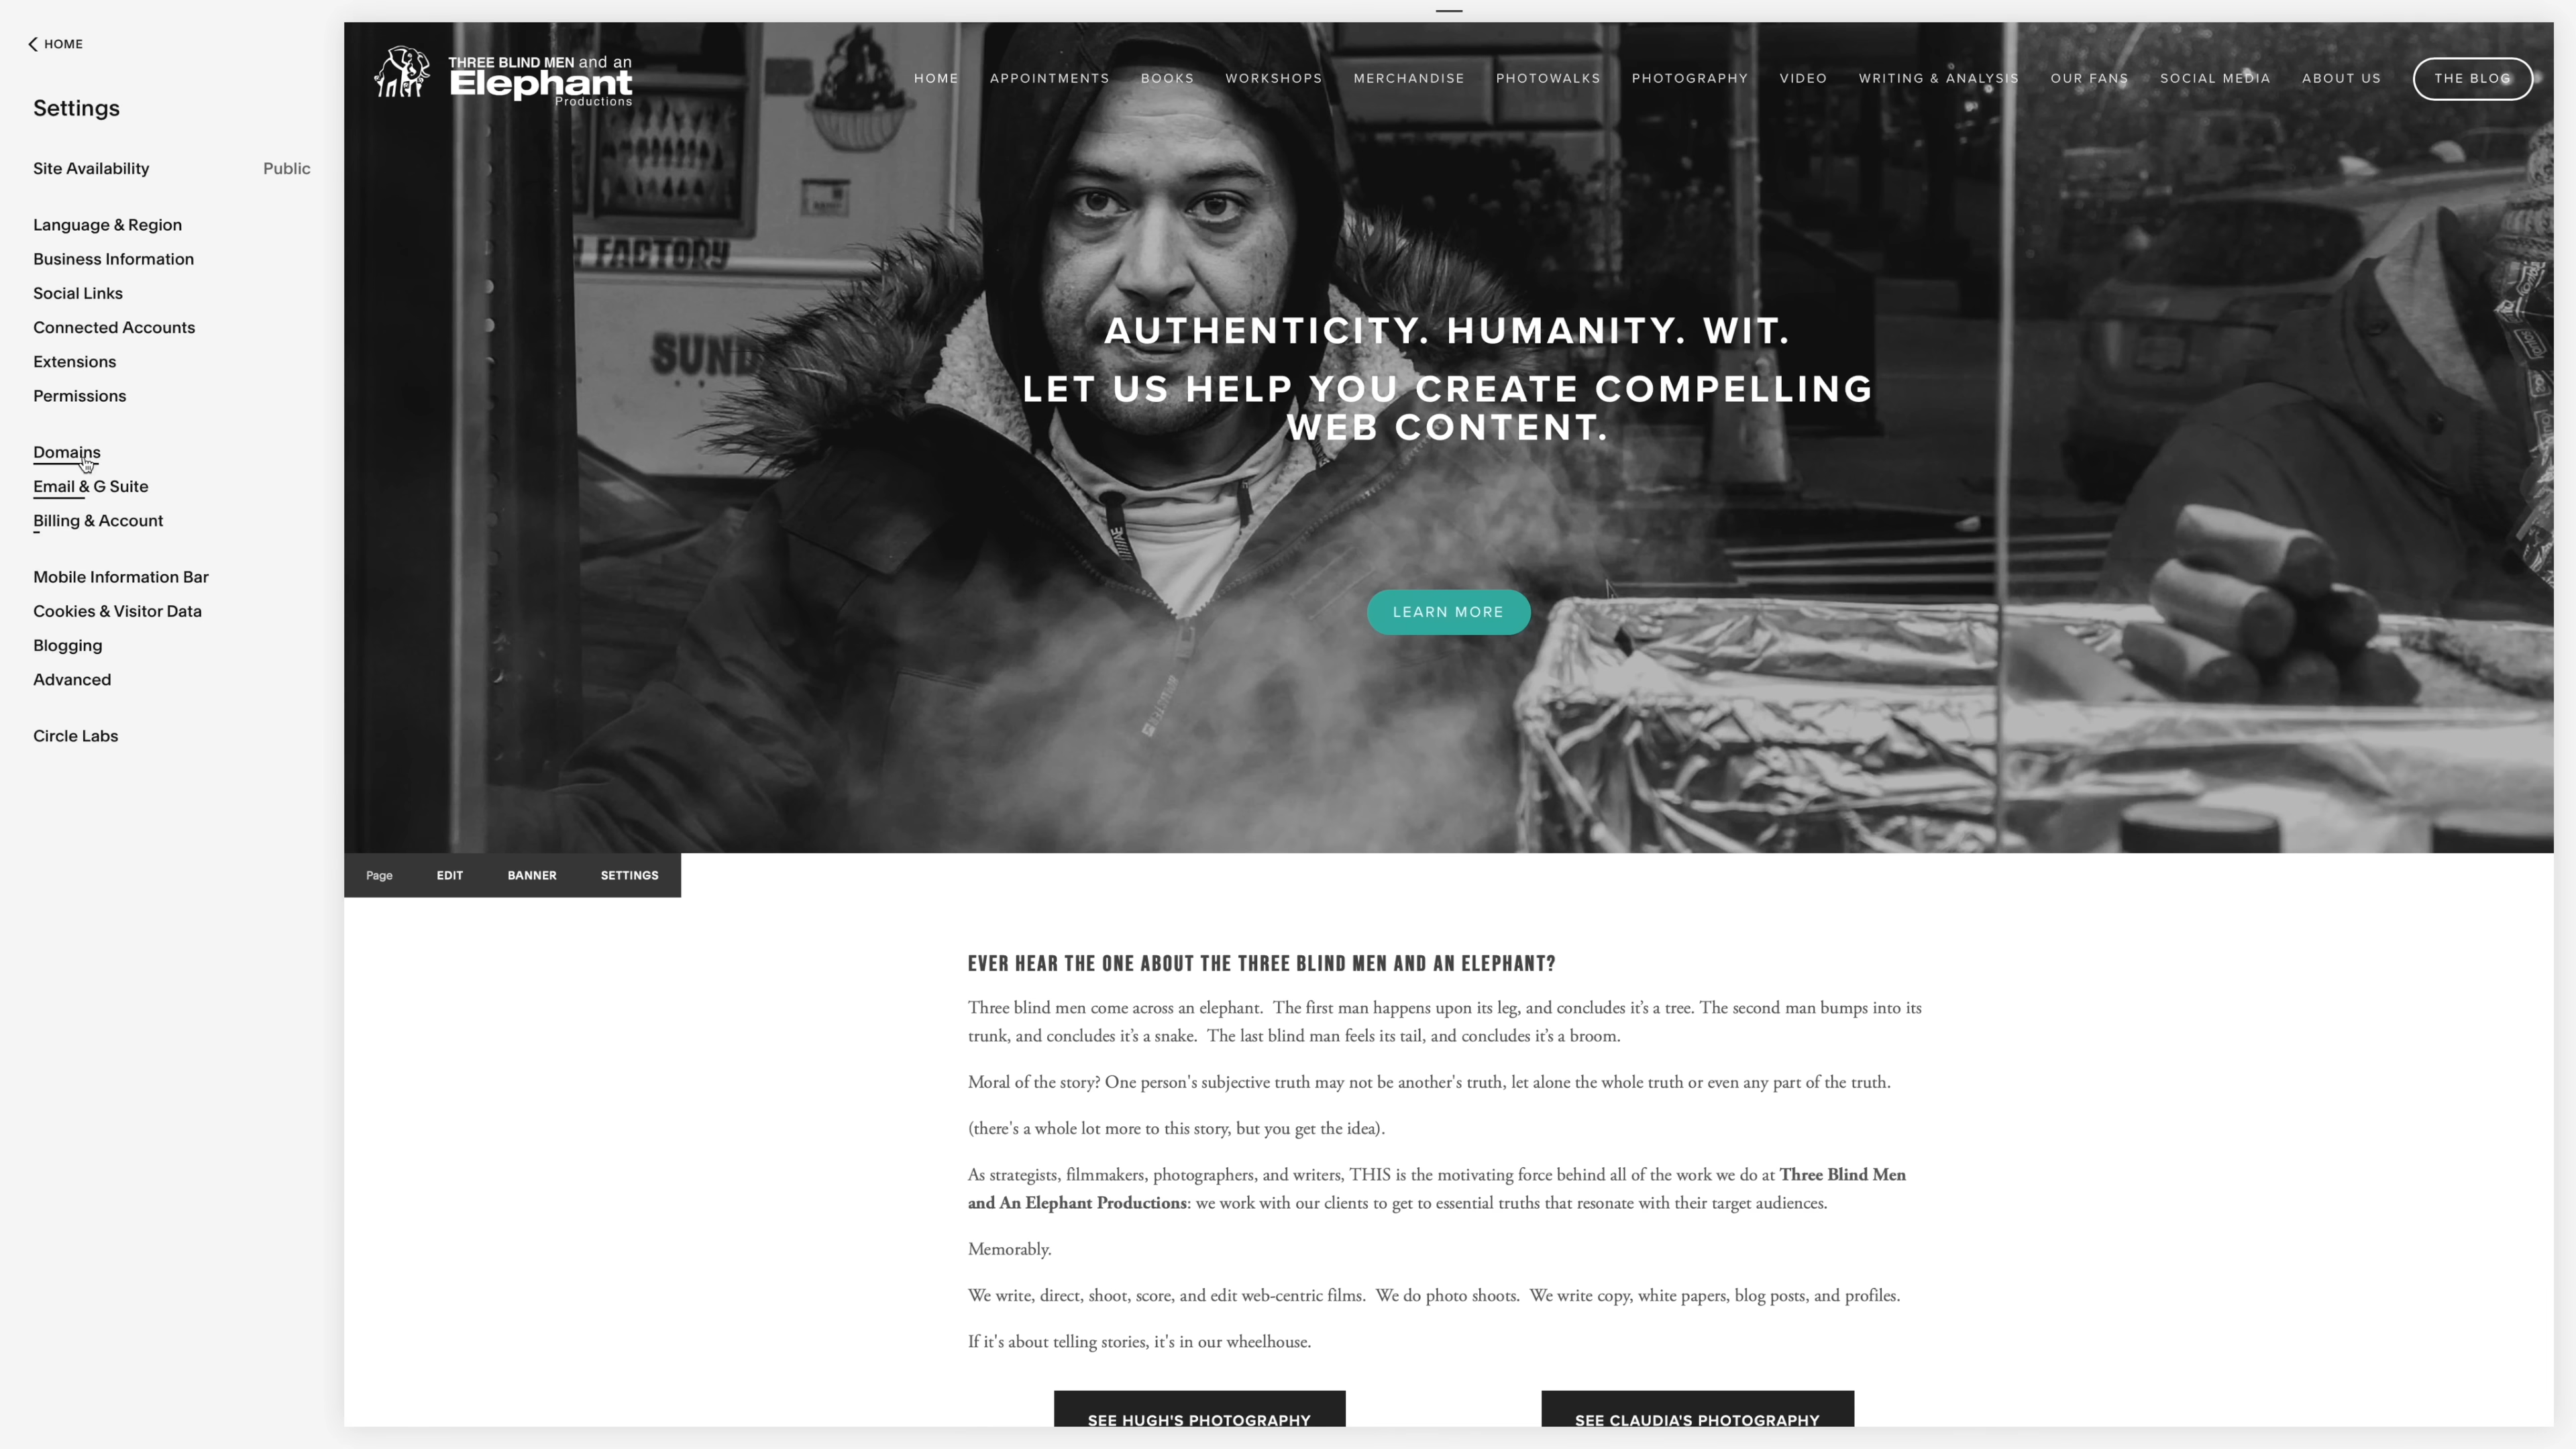 HOME
Settings
Site Availability Public
Language & Region
Business Information
Social Links
Connected Accounts
Extensions
Permissions
Domains
Email & G Suite
Billing & Account
Mobile Information Bar
Cookies & Visitor Data
Blogging
Advanced
Circle Labs
THREE BLIND MEN and an
Elephant
Productions
HOME APPOINTMENTS BOOKS WORKSHOPS MERCHANDISE PHOTOWALKS PHOTOGRAPHY VIDEO WRITING & ANALYSIS OUR FANS SOCIAL MEDIA ABOUT US THE BLOG
FACTORY
SUND
AUTHENTICITY. HUMANITY. WIT.
LET US HELP YOU CREATE COMPELLING
WEB CONTENT.
LEARN MORE
Page EDIT BANNER SETTINGS
EVER HEAR THE ONE ABOUT THE THREE BLIND MEN AND AN ELEPHANT?
Three blind men come across an elephant.  The first man happens upon its leg, and concludes it’s a tree. The second man bumps into its
trunk, and concludes it’s a snake.  The last blind man feels its tail, and concludes it’s a broom.
Moral of the story? One person's subjective truth may not be another's truth, let alone the whole truth or even any part of the truth.
(there's a whole lot more to this story, but you get the idea).
As strategists, filmmakers, photographers, and writers, THIS is the motivating force behind all of the work we do at Three Blind Men
and An Elephant Productions: we work with our clients to get to essential truths that resonate with their target audiences.
Memorably.
We write, direct, shoot, score, and edit web-centric films.  We do photo shoots.  We write copy, white papers, blog posts, and profiles.
If it's about telling stories, it's in our wheelhouse.
SEE HUGH'S PHOTOGRAPHY SEE CLAUDIA'S PHOTOGRAPHY